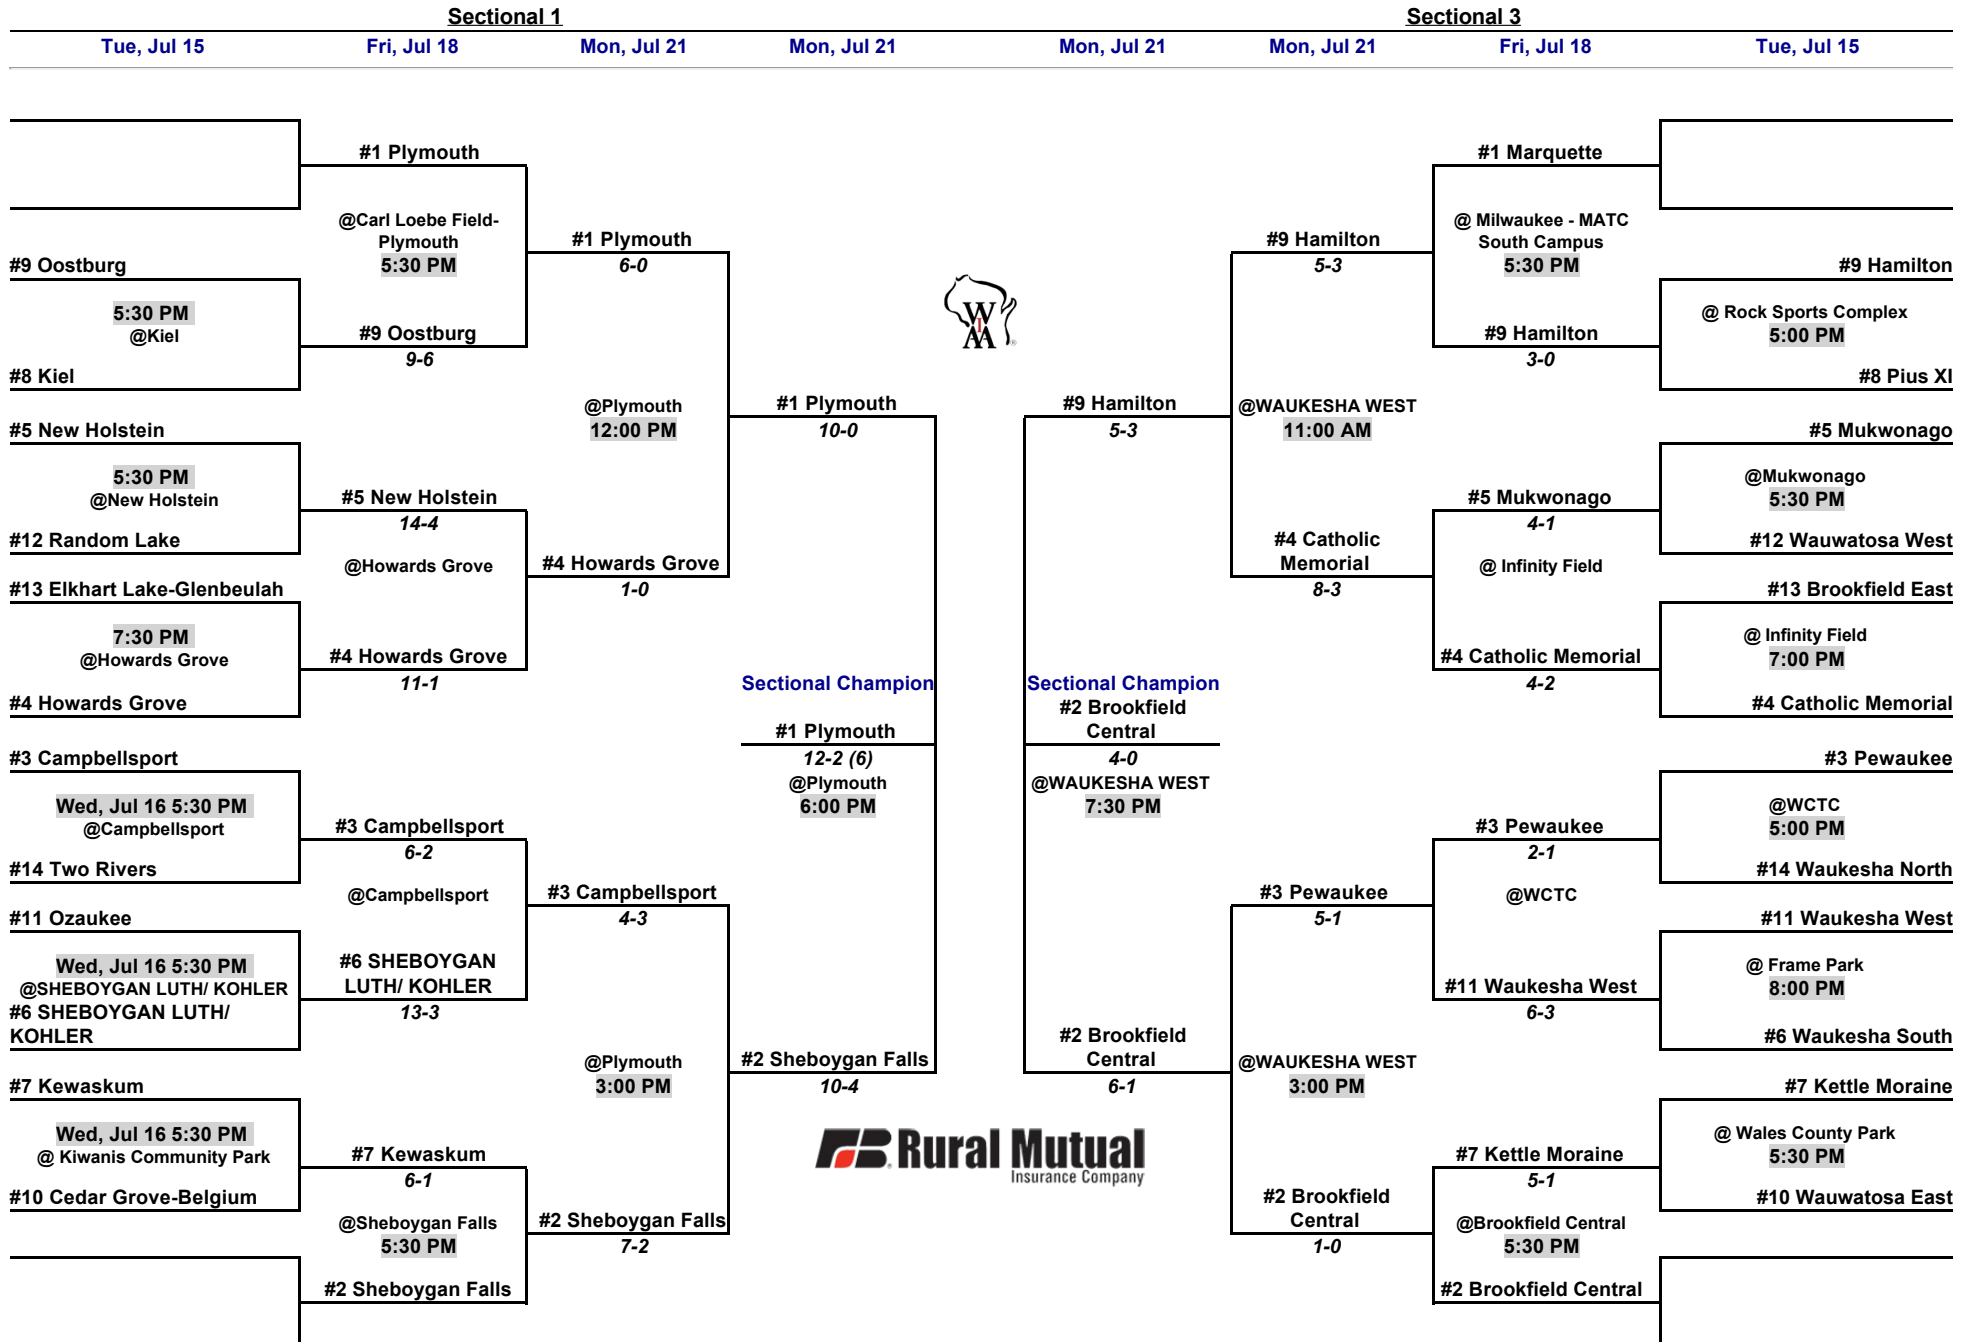 Sectional 1
Sectional 3
Tue, Jul 15
Fri, Jul 18
Mon, Jul 21
Mon, Jul 21
Mon, Jul 21
Mon, Jul 21
Fri, Jul 18
Tue, Jul 15
#9 Oostburg
5:30 PM
@Kiel
#8 Kiel
#5 New Holstein
5:30 PM
@New Holstein
#12 Random Lake
#13 Elkhart Lake-Glenbeulah
7:30 PM
@Howards Grove
#4 Howards Grove
#3 Campbellsport
Wed, Jul 16 5:30 PM
@Campbellsport
#14 Two Rivers
#11 Ozaukee
Wed, Jul 16 5:30 PM
@SHEBOYGAN LUTH/ KOHLER
#6 SHEBOYGAN LUTH/
KOHLER
#7 Kewaskum
Wed, Jul 16 5:30 PM
@ Kiwanis Community Park
#10 Cedar Grove-Belgium
#1 Plymouth
@Carl Loebe Field-
Plymouth
5:30 PM
#9 Oostburg
9-6
#5 New Holstein
14-4
@Howards Grove
#4 Howards Grove
11-1
#3 Campbellsport
6-2
@Campbellsport
#6 SHEBOYGAN
LUTH/ KOHLER
13-3
#7 Kewaskum
6-1
@Sheboygan Falls
5:30 PM
#2 Sheboygan Falls
#1 Plymouth
6-0
@Plymouth
12:00 PM
#4 Howards Grove
1-0
#3 Campbellsport
4-3
@Plymouth
3:00 PM
#2 Sheboygan Falls
7-2
#1 Plymouth
10-0
Sectional Champion
#1 Plymouth
12-2 (6)
@Plymouth
6:00 PM
#2 Sheboygan Falls
10-4
WIAA
Rural Mutual
Insurance Company
#9 Hamilton
5-3
Sectional Champion
#2 Brookfield
Central
4-0
@WAUKESHA WEST
7:30 PM
#2 Brookfield
Central
6-1
#9 Hamilton
5-3
@WAUKESHA WEST
11:00 AM
#4 Catholic
Memorial
8-3
#3 Pewaukee
5-1
@WAUKESHA WEST
3:00 PM
#2 Brookfield
Central
1-0
#1 Marquette
@ Milwaukee - MATC
South Campus
5:30 PM
#9 Hamilton
3-0
#5 Mukwonago
4-1
@ Infinity Field
#4 Catholic Memorial
4-2
#3 Pewaukee
2-1
@WCTC
#11 Waukesha West
6-3
#7 Kettle Moraine
5-1
@Brookfield Central
5:30 PM
#2 Brookfield Central
#9 Hamilton
@ Rock Sports Complex
5:00 PM
#8 Pius XI
#5 Mukwonago
@Mukwonago
5:30 PM
#12 Wauwatosa West
#13 Brookfield East
@ Infinity Field
7:00 PM
#4 Catholic Memorial
#3 Pewaukee
@WCTC
5:00 PM
#14 Waukesha North
#11 Waukesha West
@ Frame Park
8:00 PM
#6 Waukesha South
#7 Kettle Moraine
@ Wales County Park
5:30 PM
#10 Wauwatosa East